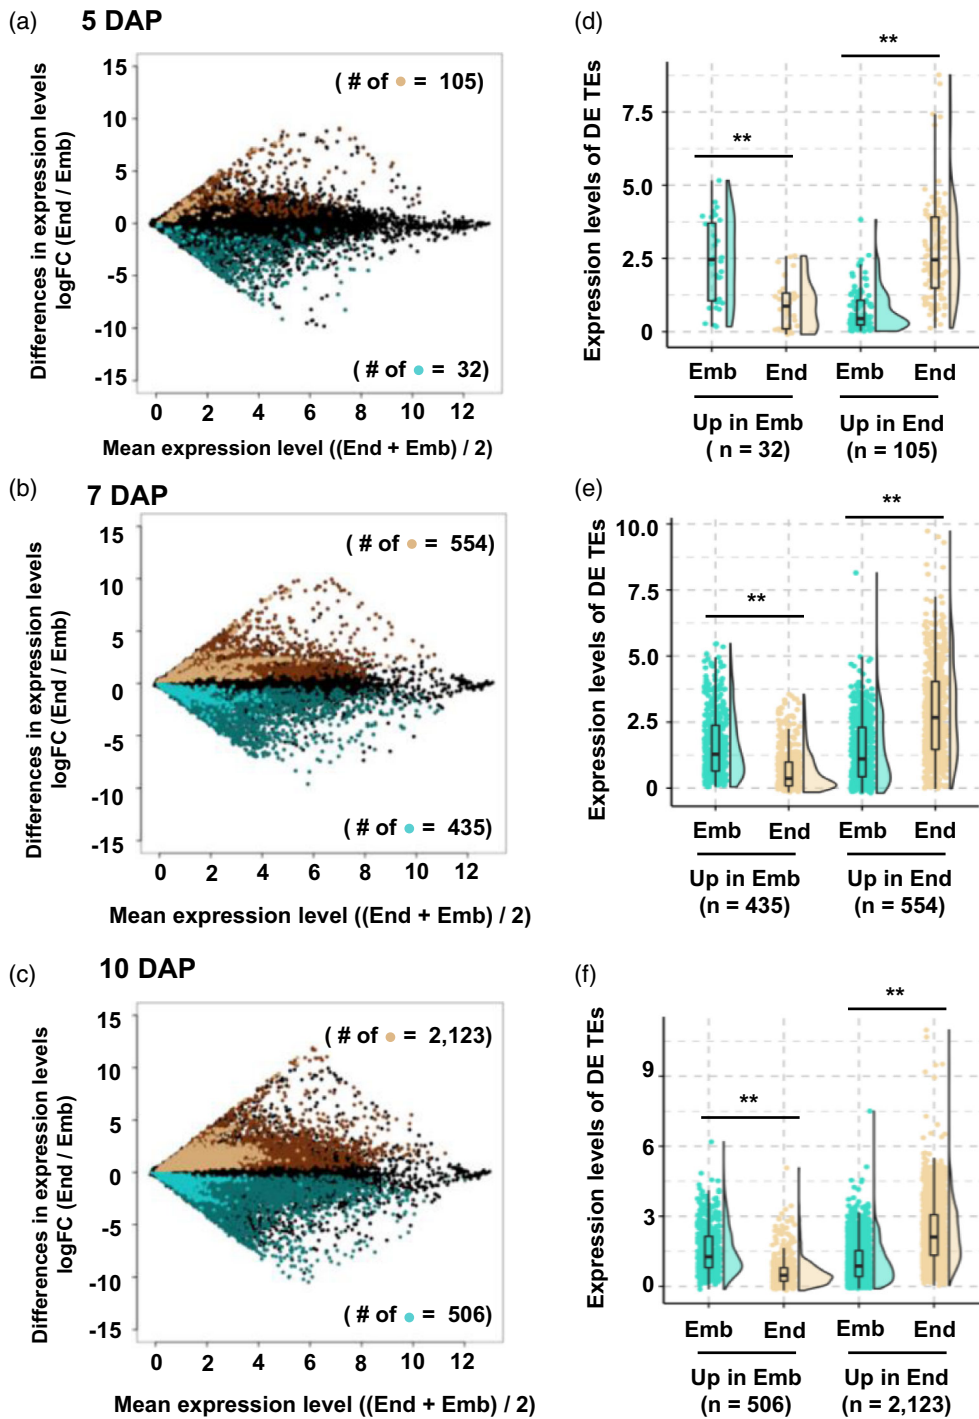 (a) 5 DAP
Differences in expression levels
logFC (End / Emb)
15
10
5
0
-5
-10
-15
( # of = 105)
( # of = 32)
0 2 4 6 8 10 12
Mean expression level ((End + Emb) / 2)
(d)
Expression levels of DE TEs
7.5
5.0
2.5
0
**
**
Emb End Emb End
Up in Emb Up in End
( n = 32) (n = 105)
(b) 7 DAP
Differences in expression levels
logFC (End / Emb)
15
10
5
0
-5
-10
-15
( # of = 554)
( # of = 435)
0 2 4 6 8 10 12
Mean expression level ((End + Emb) / 2)
(e)
Expression levels of DE TEs
10.0
7.5
5.0
2.5
0
**
**
Emb End Emb End
Up in Emb Up in End
(n = 435) (n = 554)
(c) 10 DAP
Differences in expression levels
logFC (End / Emb)
15
10
5
0
-5
-10
-15
( # of = 2,123)
( # of = 506)
0 2 4 6 8 10 12
Mean expression level ((End + Emb) / 2)
(f)
Expression levels of DE TEs
9
6
3
0
**
**
Emb End Emb End
Up in Emb Up in End
(n = 506) (n = 2,123)